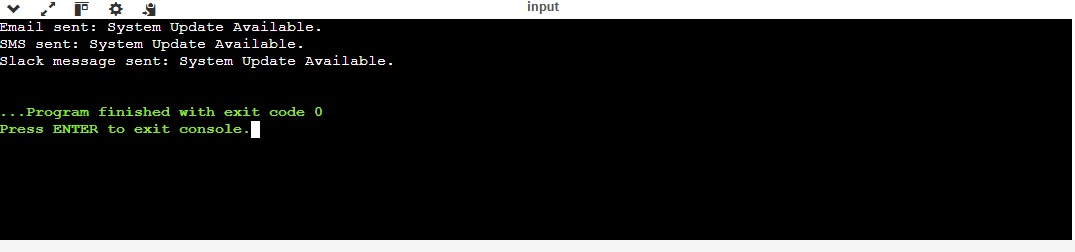 input
Email sent: System Update Available.
SMS sent: System Update Available.
Slack message sent: System Update Available.
...Program finished with exit code 0
Press ENTER to exit console.